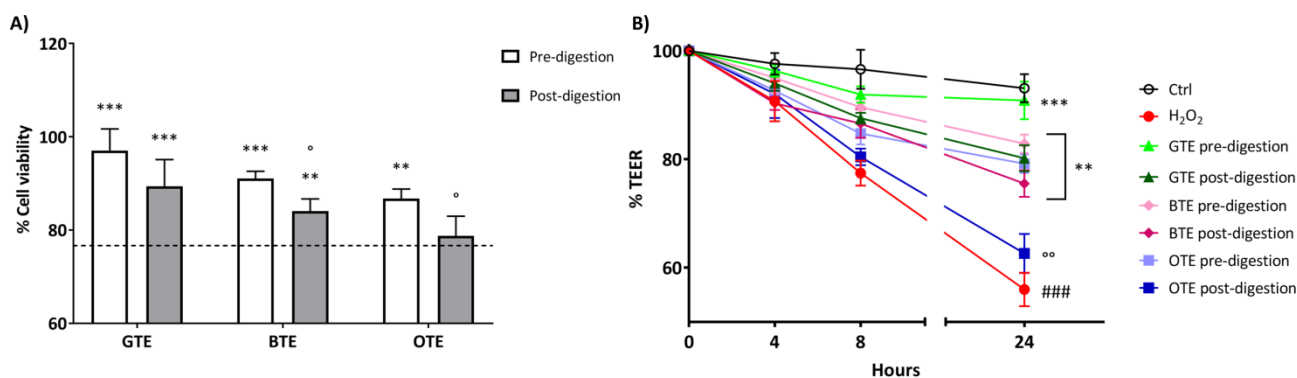 A)
120
100
80
60
% Cell viability
***
***
***
°
**
**
°
GTE
BTE
OTE
Pre-digestion
Post-digestion
B)
100
80
60
% TEER
0
4
8
24
Hours
***
**
°°
###
Ctrl
H₂O₂
GTE pre-digestion
GTE post-digestion
BTE pre-digestion
BTE post-digestion
OTE pre-digestion
OTE post-digestion